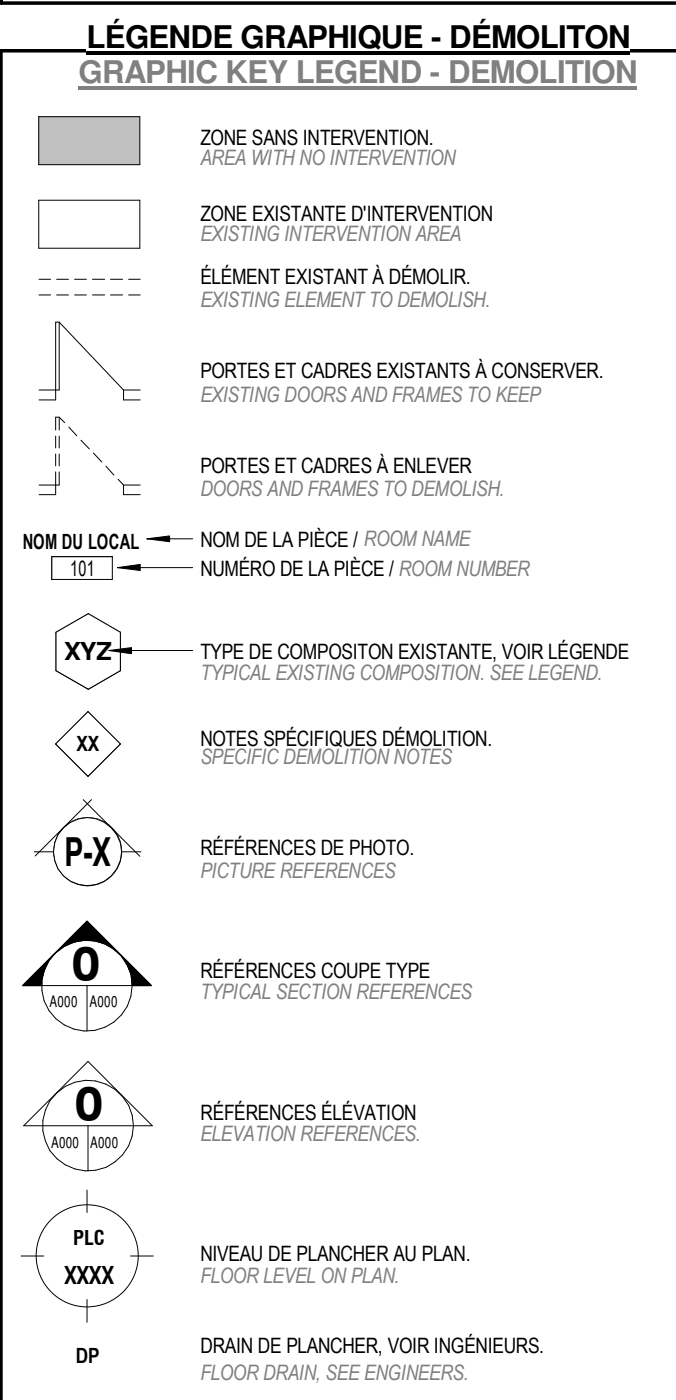 LÉGENDE GRAPHIQUE - DÉMOLITON
GRAPHIC KEY LEGEND - DEMOLITION
ZONE SANS INTERVENTION.
AREA WITH NO INTERVENTION
ZONE EXISTANTE D'INTERVENTION
EXISTING INTERVENTION AREA
ÉLÉMENT EXISTANT À DÉMOLIR.
EXISTING ELEMENT TO DEMOLISH.
PORTES ET CADRES EXISTANTS À CONSERVER.
EXISTING DOORS AND FRAMES TO KEEP
PORTES ET CADRES À ENLEVER
DOORS AND FRAMES TO DEMOLISH.
NOM DU LOCAL NOM DE LA PIÈCE / ROOM NAME
101 NUMÉRO DE LA PIÈCE / ROOM NUMBER
XYZ TYPE DE COMPOSITON EXISTANTE, VOIR LÉGENDE
TYPICAL EXISTING COMPOSITION. SEE LEGEND.
XX NOTES SPÉCIFIQUES DÉMOLITION.
SPECIFIC DEMOLITION NOTES
P-X RÉFÉRENCES DE PHOTO.
PICTURE REFERENCES
0 RÉFÉRENCES COUPE TYPE
A000 A000 TYPICAL SECTION REFERENCES
0 RÉFÉRENCES ÉLÉVATION
A000 A000 ELEVATION REFERENCES.
PLC NIVEAU DE PLANCHER AU PLAN.
XXXX FLOOR LEVEL ON PLAN.
DP DRAIN DE PLANCHER, VOIR INGÉNIEURS.
FLOOR DRAIN, SEE ENGINEERS.